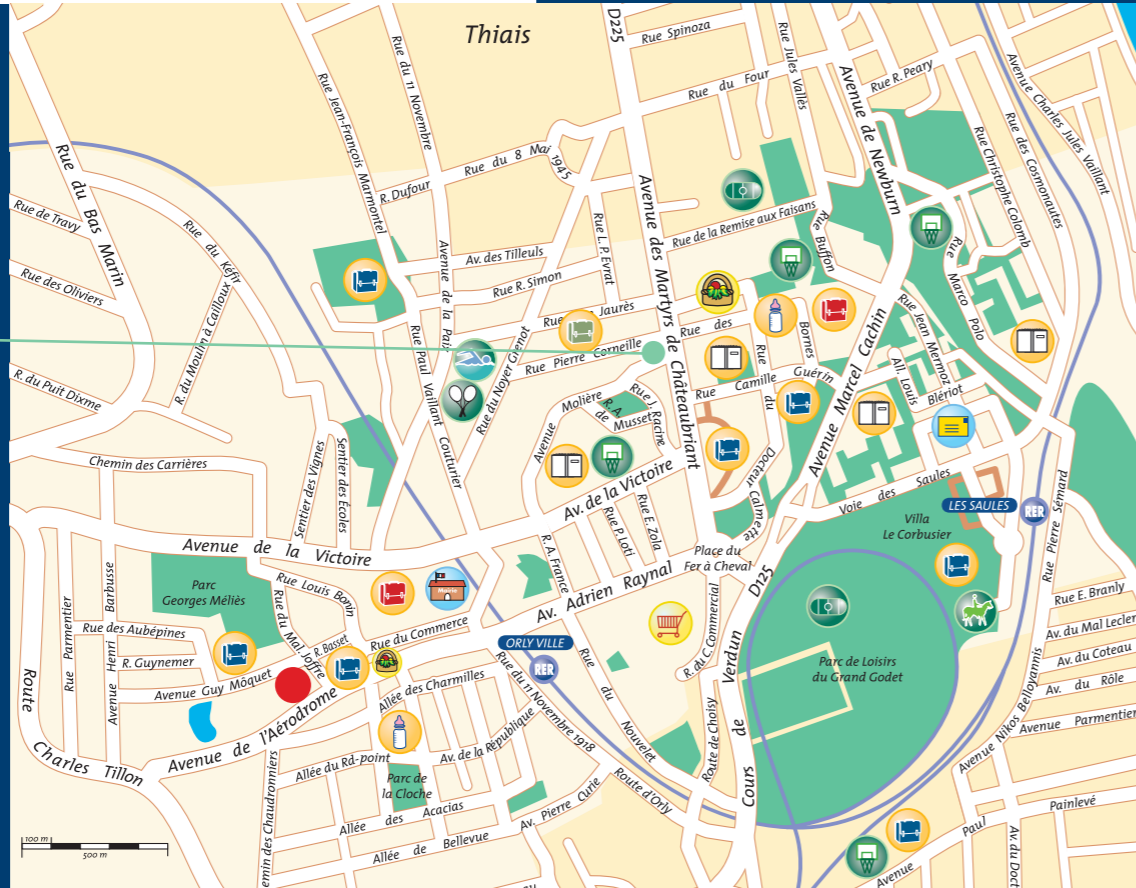 Thiais
D225
Rue Spinoza
Rue Jules Vallès
Rue du Four
Avenue de Newburn
Rue R. Peary
Avenue Charles Jules Vaillant
Rue des Cosmonautes
Rue Christophe Colomb
Rue du 11 Novembre
Rue Jean-François Marmontel
Rue du 8 Mai 1945
R. Dufour
Rue du Bas Marin
Rue de Travy
Rue des Oliviers
Rue du Kéfir
R. du Moulin à Cailloux
R. du Puit Dixme
Avenue des Martyrs de Châteaubriant
Rue de la Remise aux Faisans
Rue Buffon
Rue L. P. Evrat
Av. des Tilleuls
Rue R. Simon
Avenue de la Paix
Rue Jaurès
Rue Pierre Corneille
Rue du Noyer Grenot
Rue Paul Vaillant Couturier
Rue des
Bornes
Rue du
Docteur Calmette
Rue Camille Guérin
Avenue Marcel Cachin
Rue Jean Mermoz
All. Louis
Blériot
Rue Marco Polo
Avenue Molière
R. A. de Musset
Rue J. Racine
Av. de la Victoire
Rue E. Zola
Rue P. Loti
R. A. France
Chemin des Carrières
Sentier des Vignes
Sentier des Ecoles
Avenue de la Victoire
Voie des Saules
LES SAULES
RER
Villa
Le Corbusier
Rue Pierre Sémard
Place du
Fer à Cheval
D125
Av. Adrien Raynal
Parc
Georges Méliès
Rue Louis Bonin
Rue du Mal Joffre
R. Basset
Mairie
Rue du Commerce
ORLY VILLE
RER
Rue Parmentier
Avenue Henri Barbusse
Rue des Aubépines
R. Guynemer
Avenue Guy Moquet
Avenue de l'Aérodrome
Route
Charles Tillon
Allée des Charmilles
Rue du 11 Novembre 1918
Rue du Nouvelet
R. du C. Commercial
Route de Choisy
Cours de Verdun
Parc de Loisirs
du Grand Godet
Rue E. Branly
Av. du Mal Lecler
Av. du Coteau
Av. du Rôle
Avenue Parmentier
Avenue Nikos Belloyannis
Allée du Rd-point
Av. de la République
Parc de
la Cloche
Allée des Acacias
Av. Pierre Curie
Route d'Orly
Allée de Bellevue
emin des Chaudronniers
Avenue Paul Painlevé
Av. du Doct
100 m
500 m